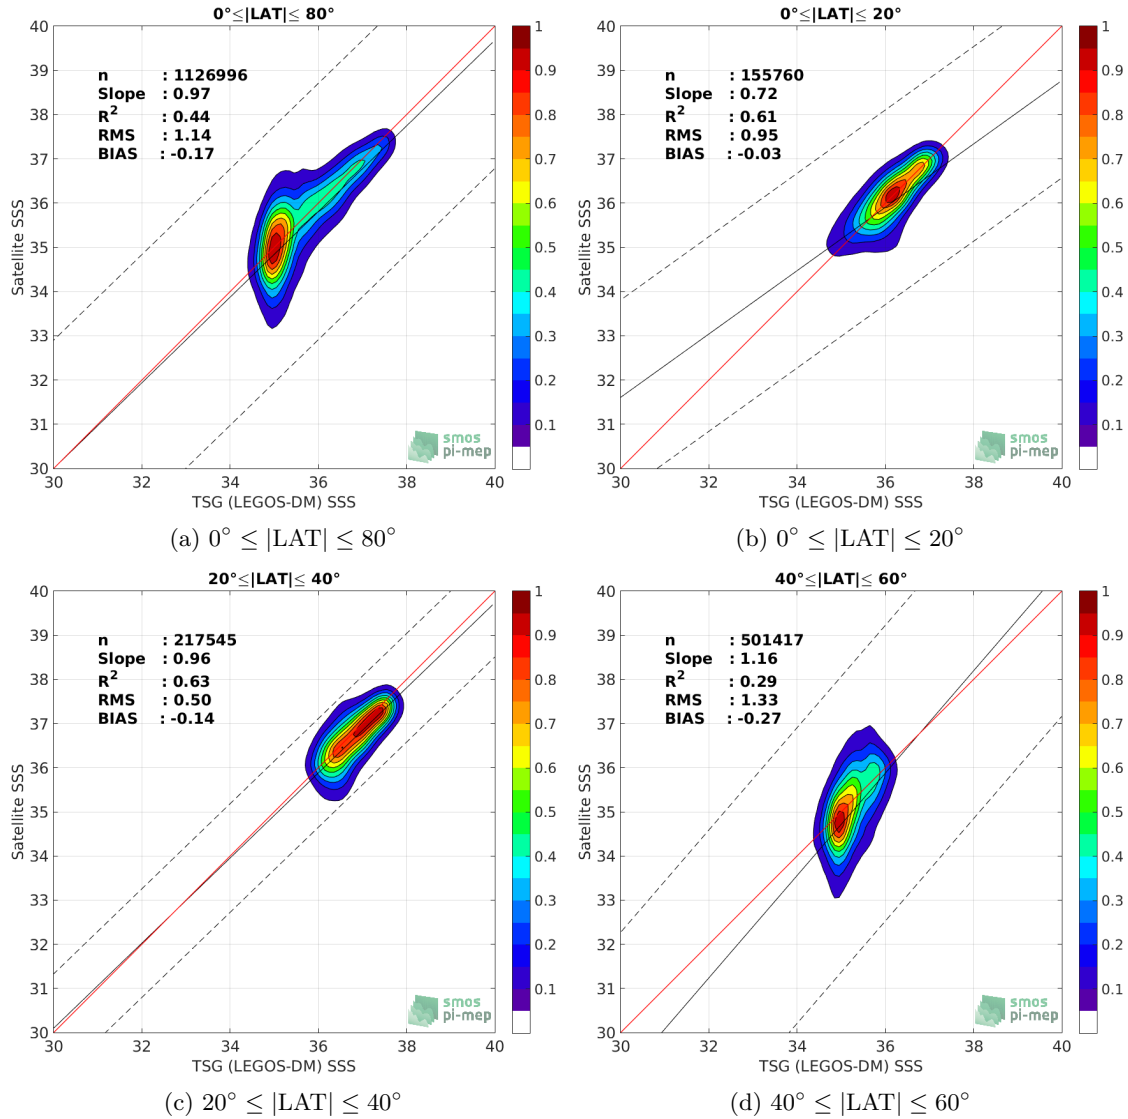 0°≤|LAT|≤ 80°
n : 1126996
Slope : 0.97
R² : 0.44
RMS : 1.14
BIAS : -0.17
Satellite SSS
40
39
38
37
36
35
34
33
32
31
30
30 32 34 36 38 40
TSG (LEGOS-DM) SSS
smos
pi-mep
1
0.9
0.8
0.7
0.6
0.5
0.4
0.3
0.2
0.1
(a) 0° ≤ |LAT| ≤ 80°
0°≤|LAT|≤ 20°
n : 155760
Slope : 0.72
R² : 0.61
RMS : 0.95
BIAS : -0.03
Satellite SSS
40
39
38
37
36
35
34
33
32
31
30
30 32 34 36 38 40
TSG (LEGOS-DM) SSS
smos
pi-mep
1
0.9
0.8
0.7
0.6
0.5
0.4
0.3
0.2
0.1
(b) 0° ≤ |LAT| ≤ 20°
20°≤|LAT|≤ 40°
n : 217545
Slope : 0.96
R² : 0.63
RMS : 0.50
BIAS : -0.14
Satellite SSS
40
39
38
37
36
35
34
33
32
31
30
30 32 34 36 38 40
TSG (LEGOS-DM) SSS
smos
pi-mep
1
0.9
0.8
0.7
0.6
0.5
0.4
0.3
0.2
0.1
(c) 20° ≤ |LAT| ≤ 40°
40°≤|LAT|≤ 60°
n : 501417
Slope : 1.16
R² : 0.29
RMS : 1.33
BIAS : -0.27
Satellite SSS
40
39
38
37
36
35
34
33
32
31
30
30 32 34 36 38 40
TSG (LEGOS-DM) SSS
smos
pi-mep
1
0.9
0.8
0.7
0.6
0.5
0.4
0.3
0.2
0.1
(d) 40° ≤ |LAT| ≤ 60°